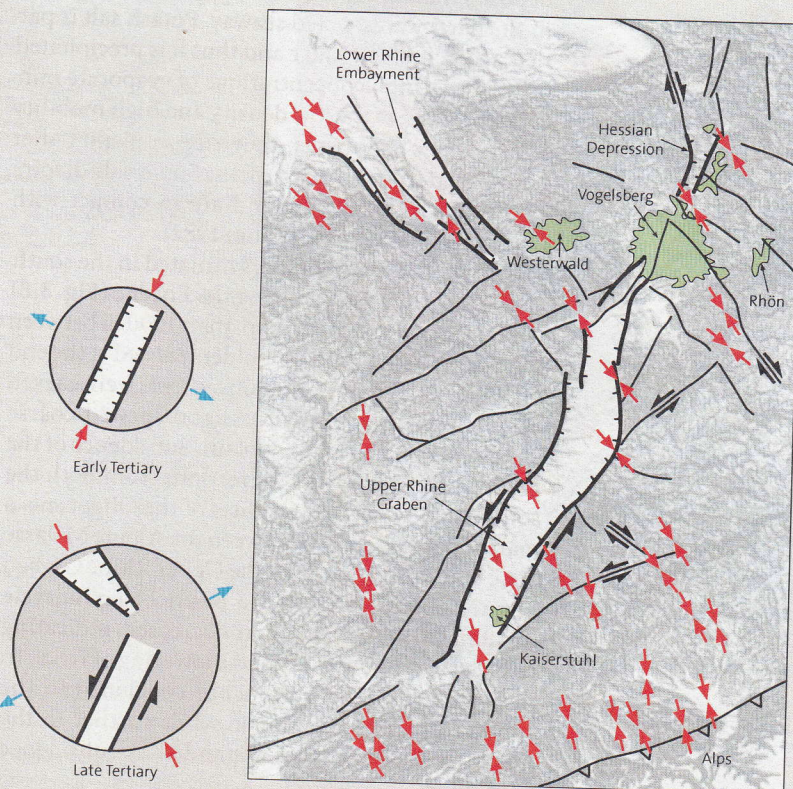 Lower Rhine
Embayment
Hessian
Depression
Vogelsberg
Westerwald
Rhön
Early Tertiary
Upper Rhine
Graben
Kaiserstuhl
Late Tertiary
Alps